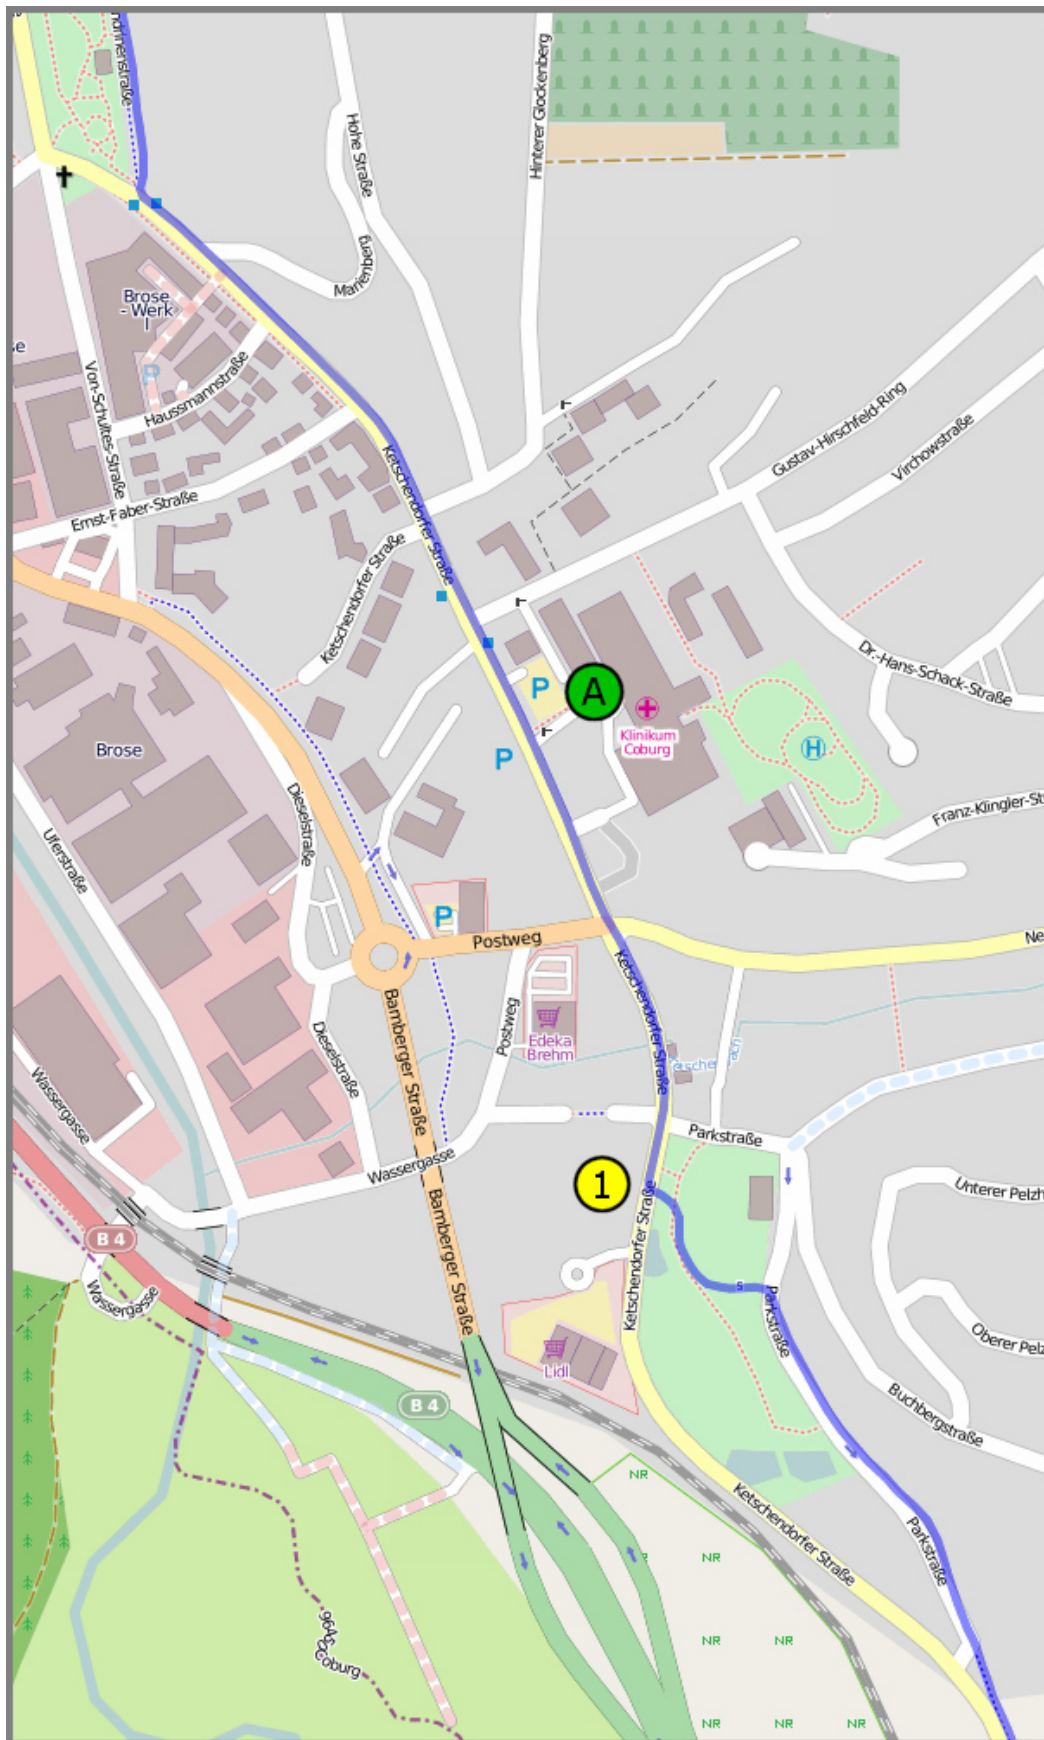 ndrinenstraße
Hohe Straße
Hinterer Glockenberg
Marienberg
Brose
- Werk
I
se
P
Haussmannstraße
Von-Schultes-Straße
Gustav-Hirschfeld-Ring
Virchowstraße
Ernst-Faber-Straße
Ketschendorfer Straße
Ketschendorfer Straße
Dr.-Hans-Schack-Straße
P
A
Klinikum
Coburg
H
Brose
P
Dieselstraße
Uferstraße
Franz-Klingler-St
P
Postweg
Ne
Ketschendorfer Straße
Bamberger Straße
Postweg
Edeka
Brehm
Dieselstraße
Wassergasse
Parkstraße
Wassergasse
1
Unterer Pelzh
Ketschendorfer Straße
B 4
Bamberger Straße
Wassergasse
S
Parkstraße
Oberer Pelz
Lidl
B 4
Buchbergstraße
NR
Ketschendorfer Straße
Parkstraße
NR
NR
NR
Coburg
NR
NR
NR